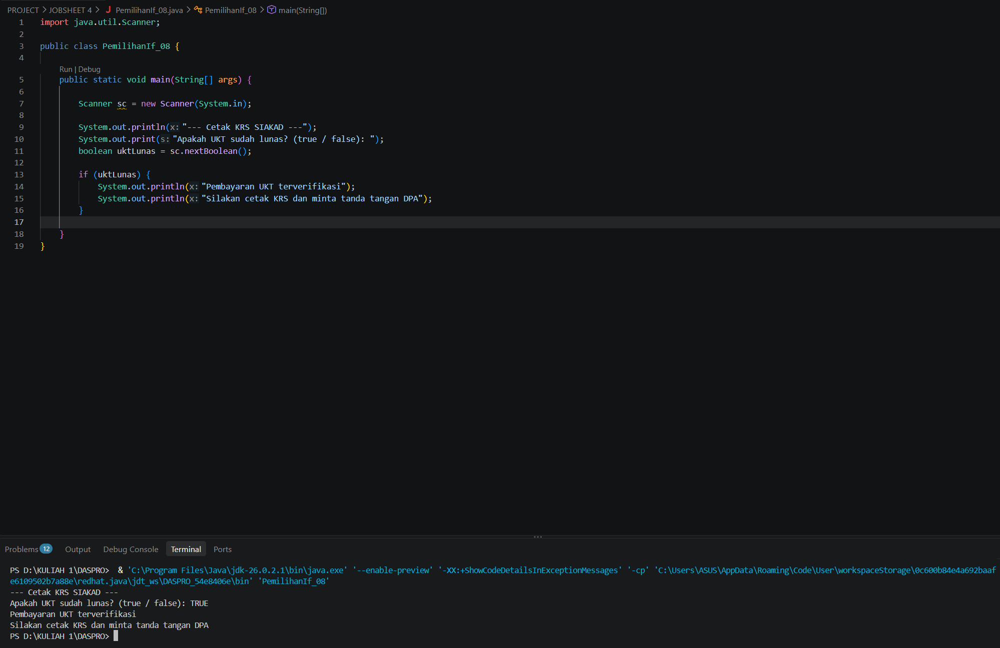 PROJECT > JOBSHEET 4 > J PemilihanIf_08.java > PemilihanIf_08 > main(String[])
1 import java.util.Scanner;
2
3 public class PemilihanIf_08 {
4
Run | Debug
5 public static void main(String[] args) {
6
7 Scanner sc = new Scanner(System.in);
8
9 System.out.println(x: "--- Cetak KRS SIAKAD ---");
10 System.out.print(s: "Apakah UKT sudah lunas? (true / false): ");
11 boolean uktLunas = sc.nextBoolean();
12
13 if (uktLunas) {
14 System.out.println(x: "Pembayaran UKT terverifikasi");
15 System.out.println(x: "Silakan cetak KRS dan minta tanda tangan DPA");
16 }
17
18 }
19 }
Problems 12 Output Debug Console Terminal Ports
PS D:\KULIAH 1\DASPRO> & 'C:\Program Files\Java\jdk-26.0.2.1\bin\java.exe' '--enable-preview' '-XX:+ShowCodeDetailsInExceptionMessages' '-cp' 'C:\Users\ASUS\AppData\Roaming\Code\User\workspaceStorage\0c600b84e4a692baaf
e6109502b7a88e\redhat.java\jdt_ws\DASPRO_54e8406e\bin' 'PemilihanIf_08'
--- Cetak KRS SIAKAD ---
Apakah UKT sudah lunas? (true / false): TRUE
Pembayaran UKT terverifikasi
Silakan cetak KRS dan minta tanda tangan DPA
PS D:\KULIAH 1\DASPRO>